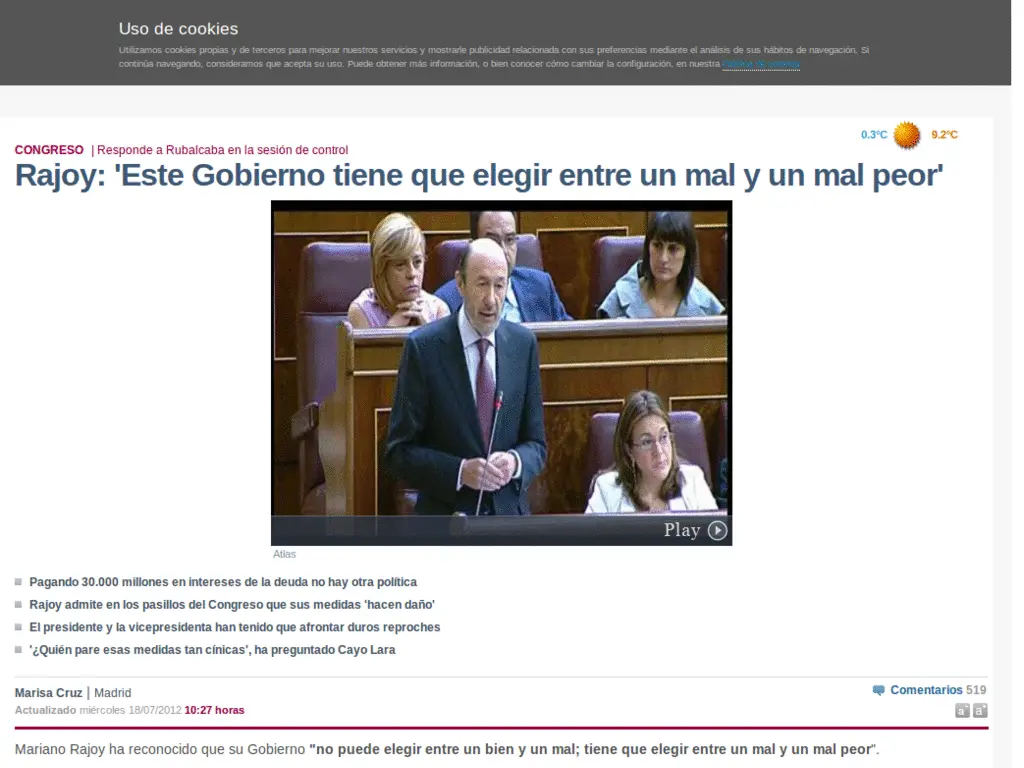 Uso de cookies
Utilizamos cookies propias y de terceros para mejorar nuestros servicios y mostrarle publicidad relacionada con sus preferencias mediante el análisis de sus hábitos de navegación. Si
continúa navegando, consideramos que acepta su uso. Puede obtener más información, o bien conocer cómo cambiar la configuración, en nuestra
0.3°C 9.2°C
CONGRESO | Responde a Rubalcaba en la sesión de control
Rajoy: 'Este Gobierno tiene que elegir entre un mal y un mal peor'
Play
Atlas
Pagando 30.000 millones en intereses de la deuda no hay otra política
Rajoy admite en los pasillos del Congreso que sus medidas 'hacen daño'
El presidente y la vicepresidenta han tenido que afrontar duros reproches
'¿Quién pare esas medidas tan cínicas', ha preguntado Cayo Lara
Marisa Cruz | Madrid
Comentarios 519
Actualizado miércoles 18/07/2012 10:27 horas
a a
Mariano Rajoy ha reconocido que su Gobierno "no puede elegir entre un bien y un mal; tiene que elegir entre un mal y un mal peor".